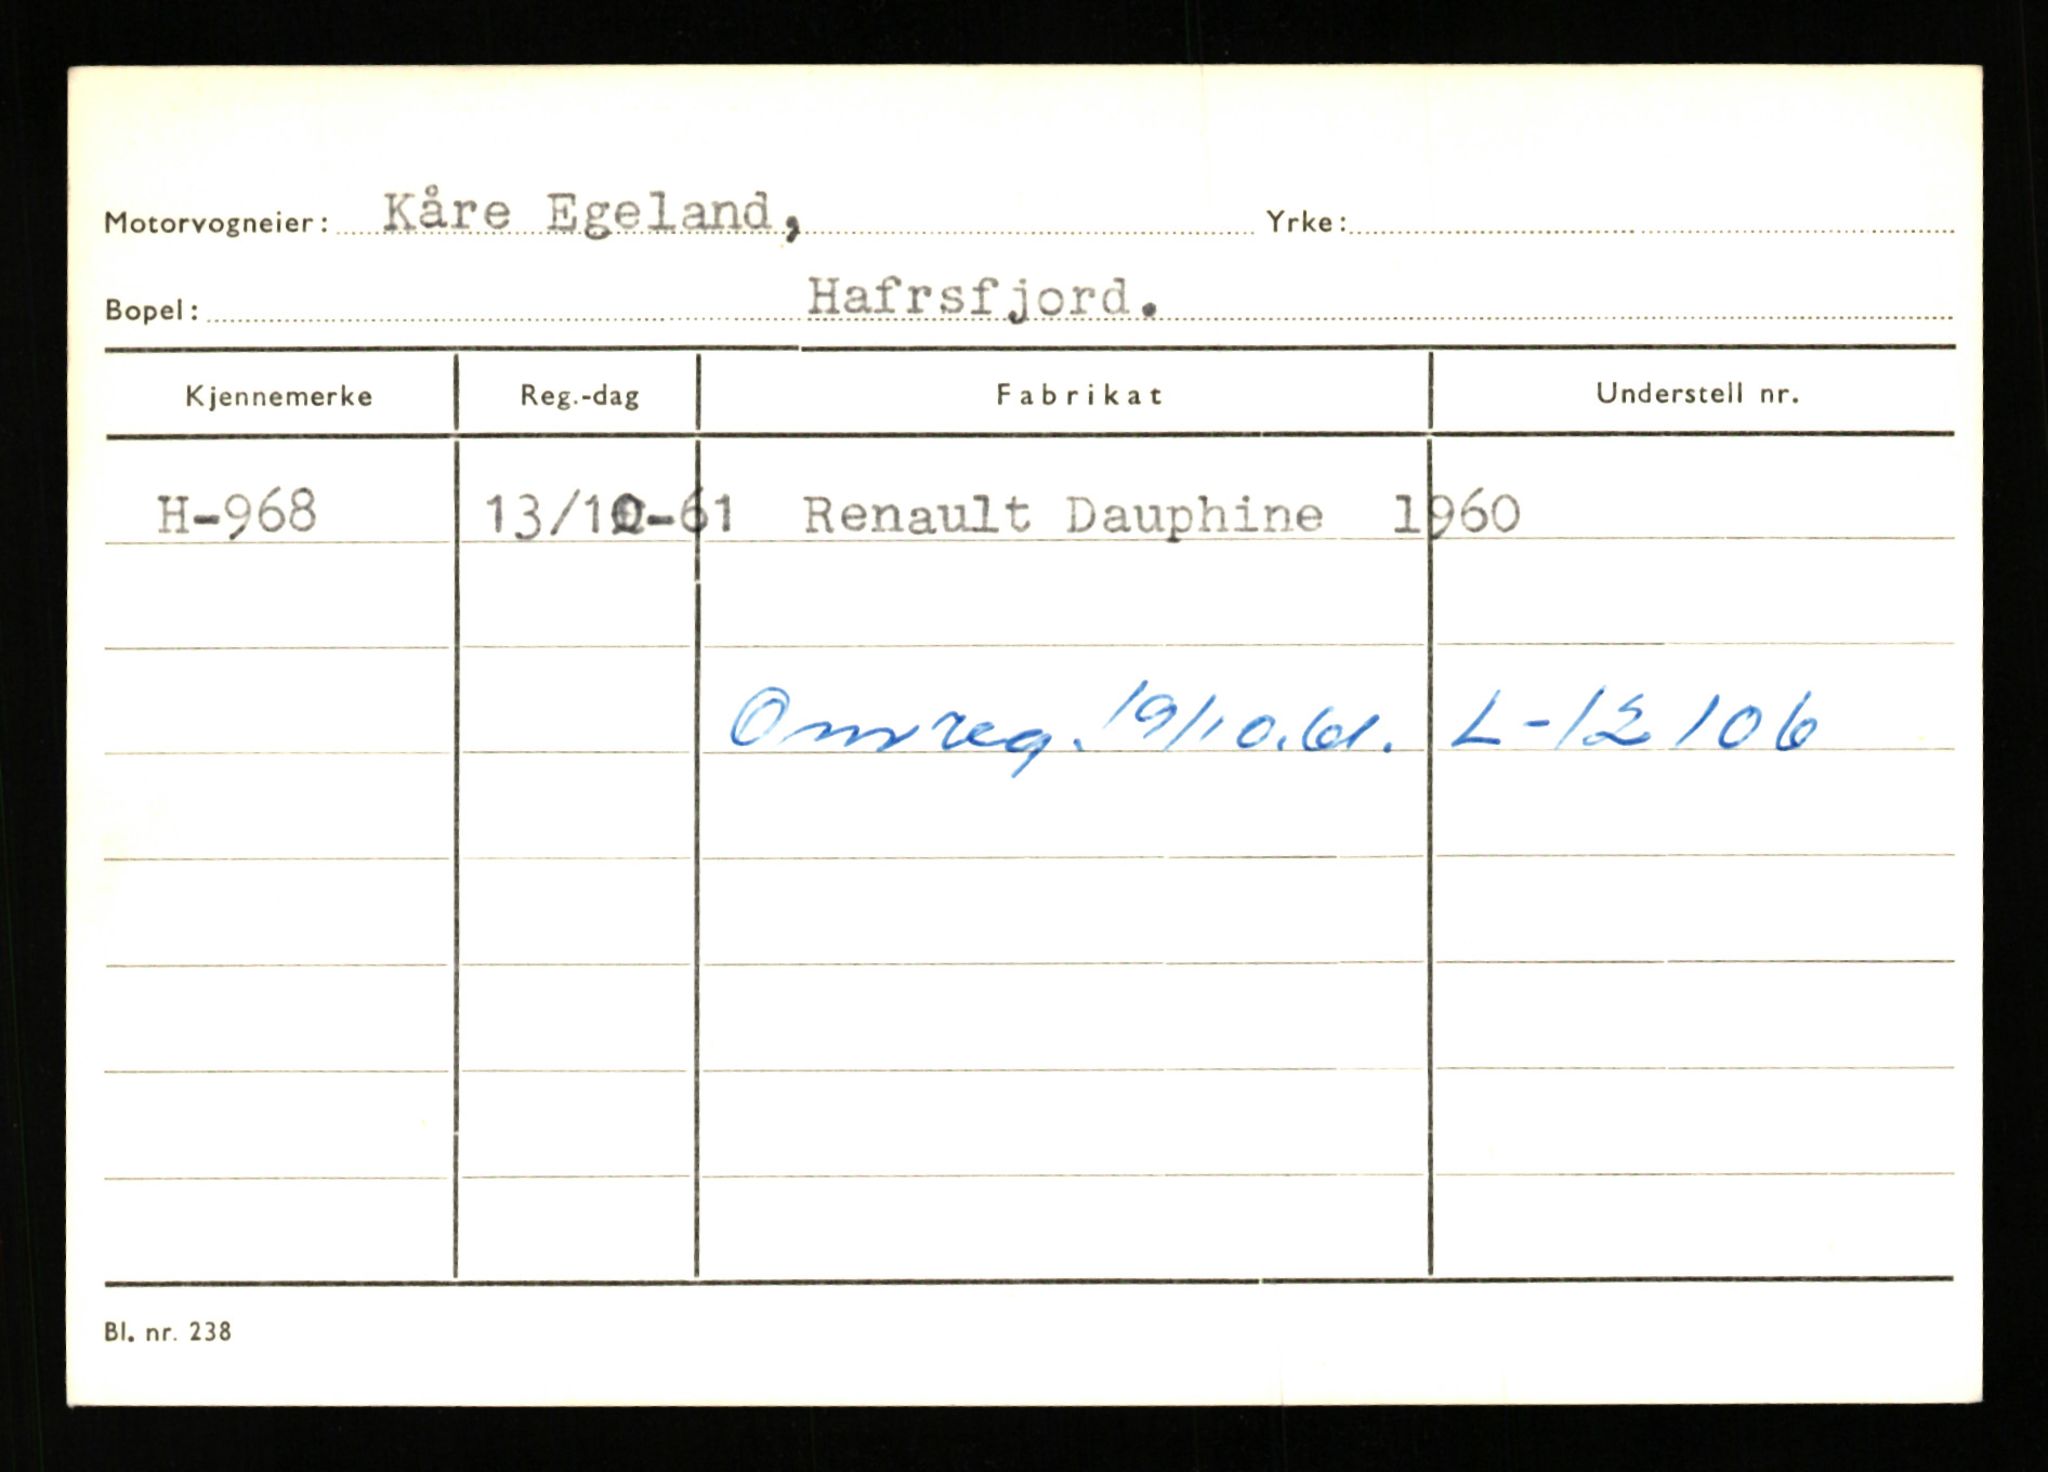 Motorvogneier: Kåre Egeland, Yrke:
Bopel: Hafrsfjord.
Kjennemerke Reg.-dag Fabrikat Understell nr.
H-968 13/10-61 Renault Dauphine 1960
Omreg. 19/10.61. L-12106
Bl. nr. 238